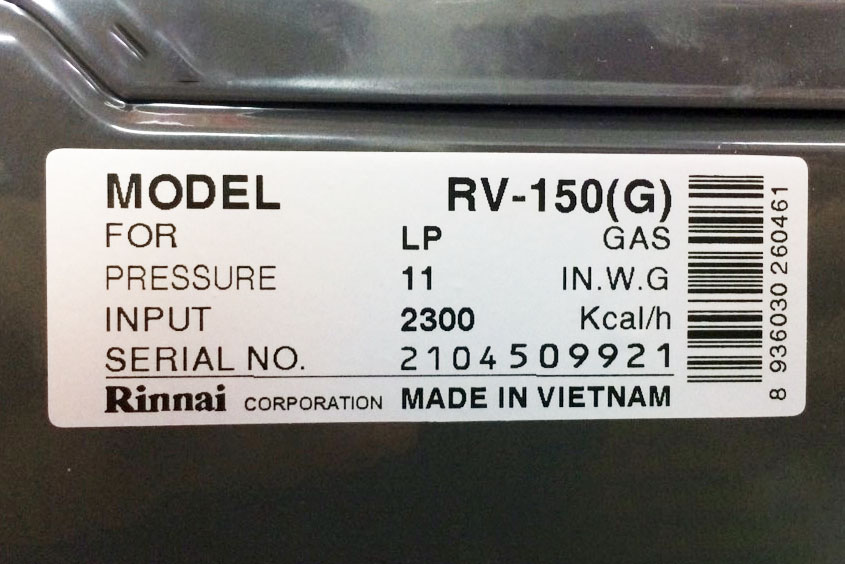 MODEL RV-150(G)
FOR LP GAS
PRESSURE 11 IN.W.G
INPUT 2300 Kcal/h
SERIAL NO. 2104509921
Rinnai CORPORATION MADE IN VIETNAM
8 936030 260461